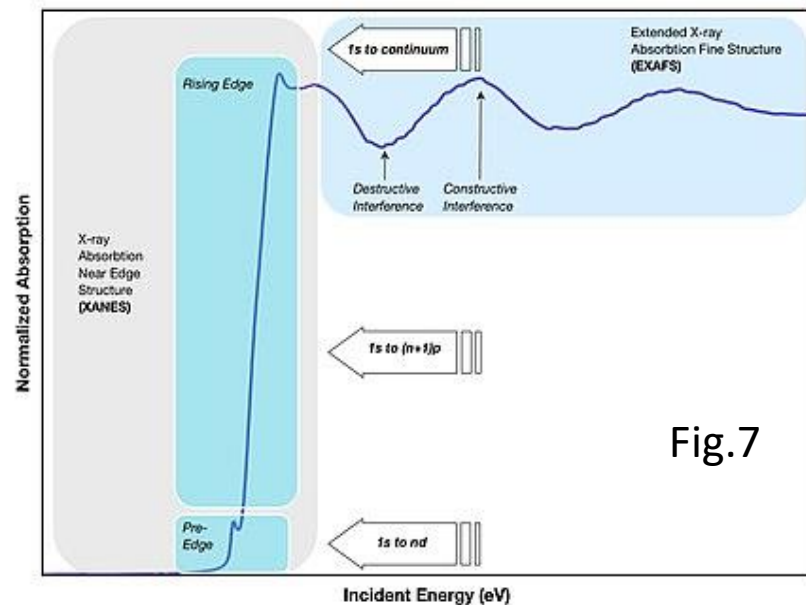 1s to continuum
Extended X-ray
Absorbtion Fine Structure
(EXAFS)
Rising Edge
Destructive
Interference
Constructive
Interference
X-ray
Absorbtion
Near Edge
Structure
(XANES)
Normalized Absorption
1s to (n+1)p
Fig.7
Pre-
Edge
1s to nd
Incident Energy (eV)